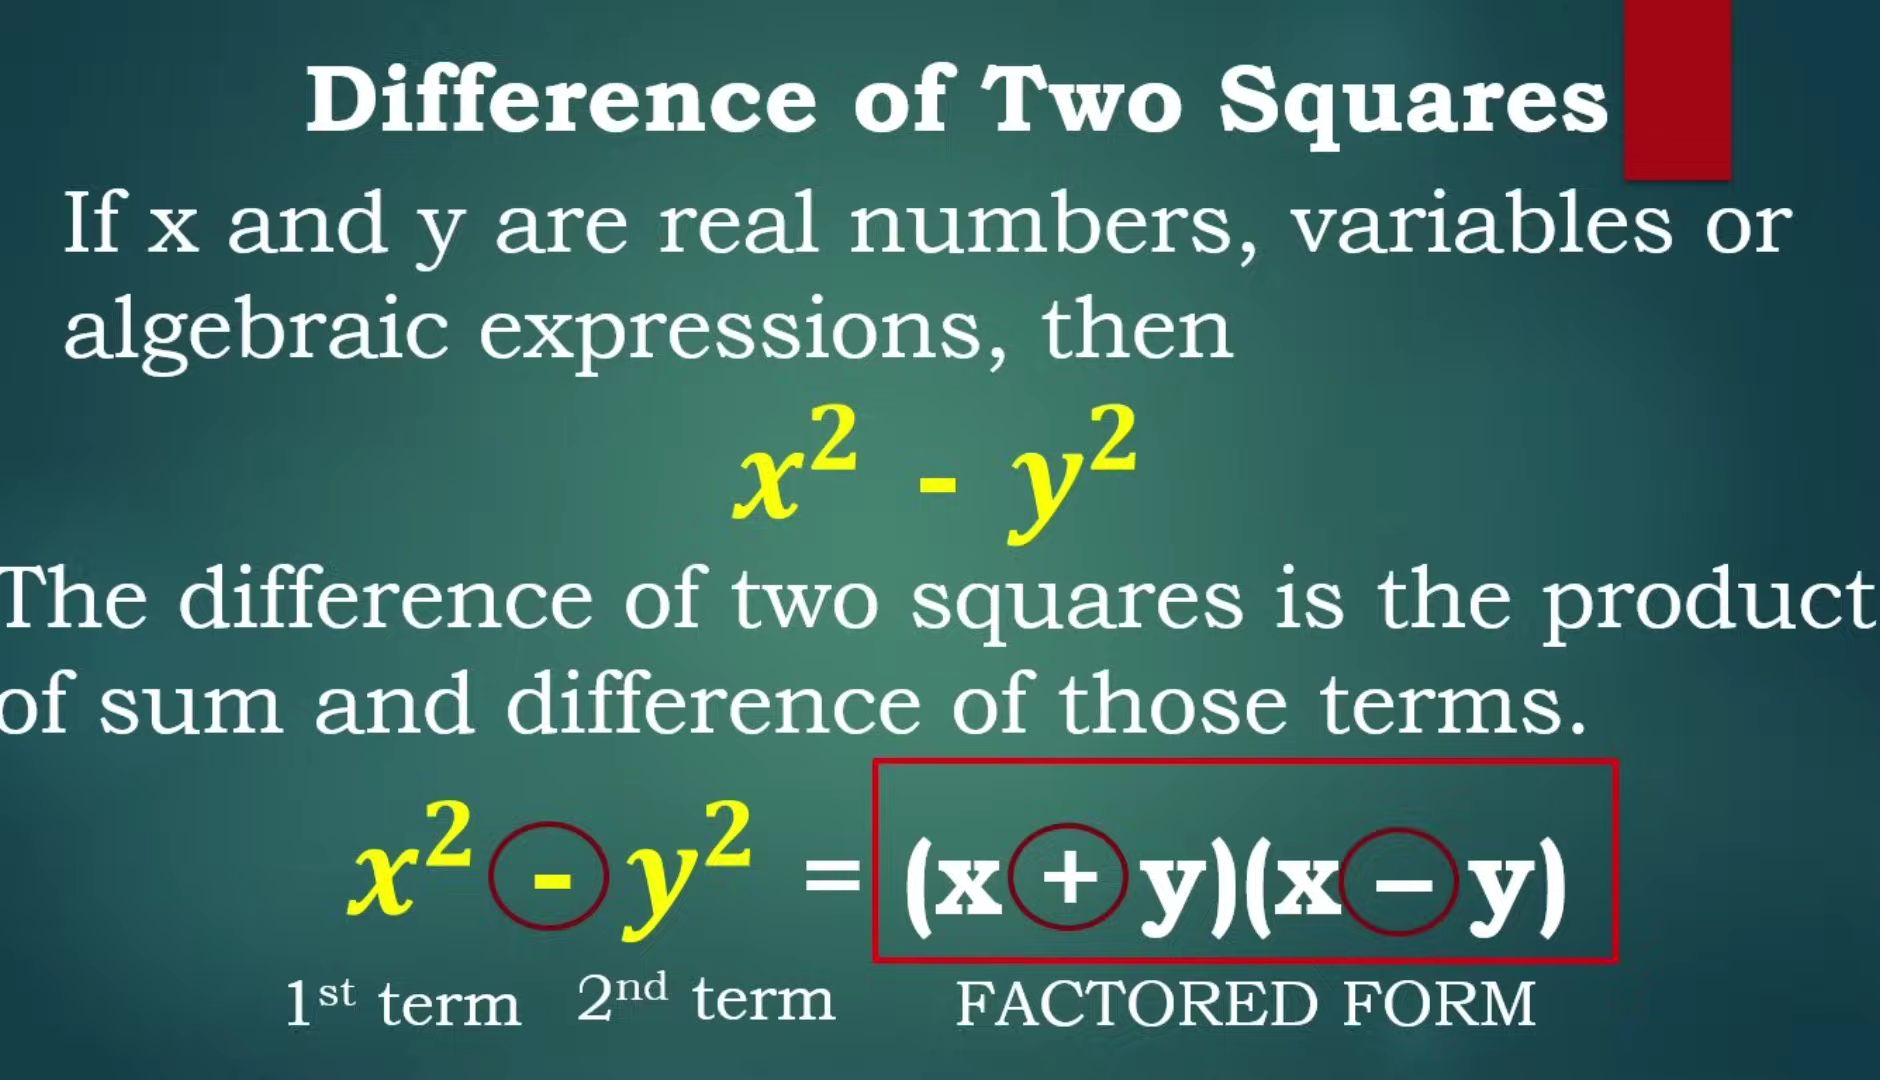 Difference of Two Squares
If x and y are real numbers, variables or
algebraic expressions, then
x² - y²
The difference of two squares is the product
of sum and difference of those terms.
x² - y² = (x + y)(x – y)
1st term 2nd term FACTORED FORM